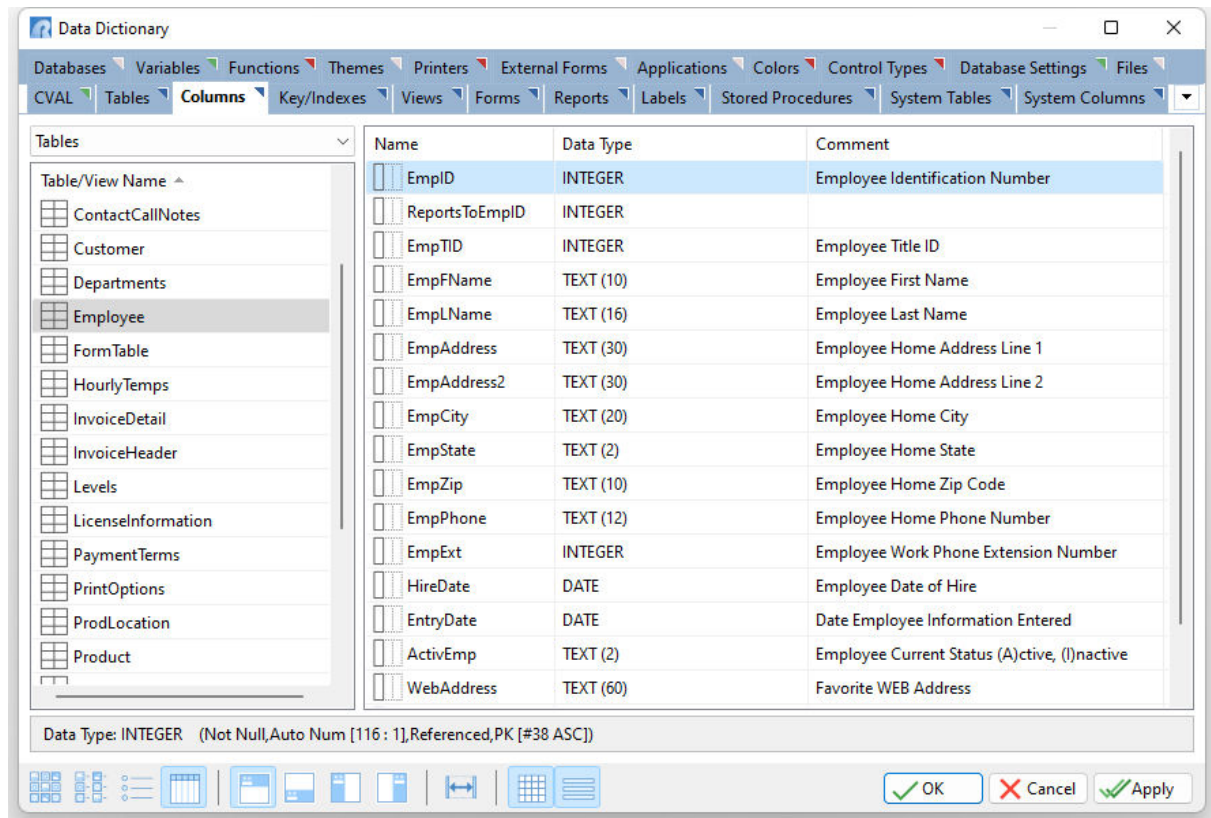 Data Dictionary
Databases Variables Functions Themes Printers External Forms Applications Colors Control Types Database Settings Files
CVAL Tables Columns Key/Indexes Views Forms Reports Labels Stored Procedures System Tables System Columns
Tables
Table/View Name
ContactCallNotes
Customer
Departments
Employee
FormTable
HourlyTemps
InvoiceDetail
InvoiceHeader
Levels
LicenseInformation
PaymentTerms
PrintOptions
ProdLocation
Product
Name Data Type Comment
EmpID INTEGER Employee Identification Number
ReportsToEmpID INTEGER
EmpTID INTEGER Employee Title ID
EmpFName TEXT (10) Employee First Name
EmpLName TEXT (16) Employee Last Name
EmpAddress TEXT (30) Employee Home Address Line 1
EmpAddress2 TEXT (30) Employee Home Address Line 2
EmpCity TEXT (20) Employee Home City
EmpState TEXT (2) Employee Home State
EmpZip TEXT (10) Employee Home Zip Code
EmpPhone TEXT (12) Employee Home Phone Number
EmpExt INTEGER Employee Work Phone Extension Number
HireDate DATE Employee Date of Hire
EntryDate DATE Date Employee Information Entered
ActivEmp TEXT (2) Employee Current Status (A)ctive, (I)nactive
WebAddress TEXT (60) Favorite WEB Address
Data Type: INTEGER (Not Null,Auto Num [116 : 1],Referenced,PK [#38 ASC])
OK Cancel Apply